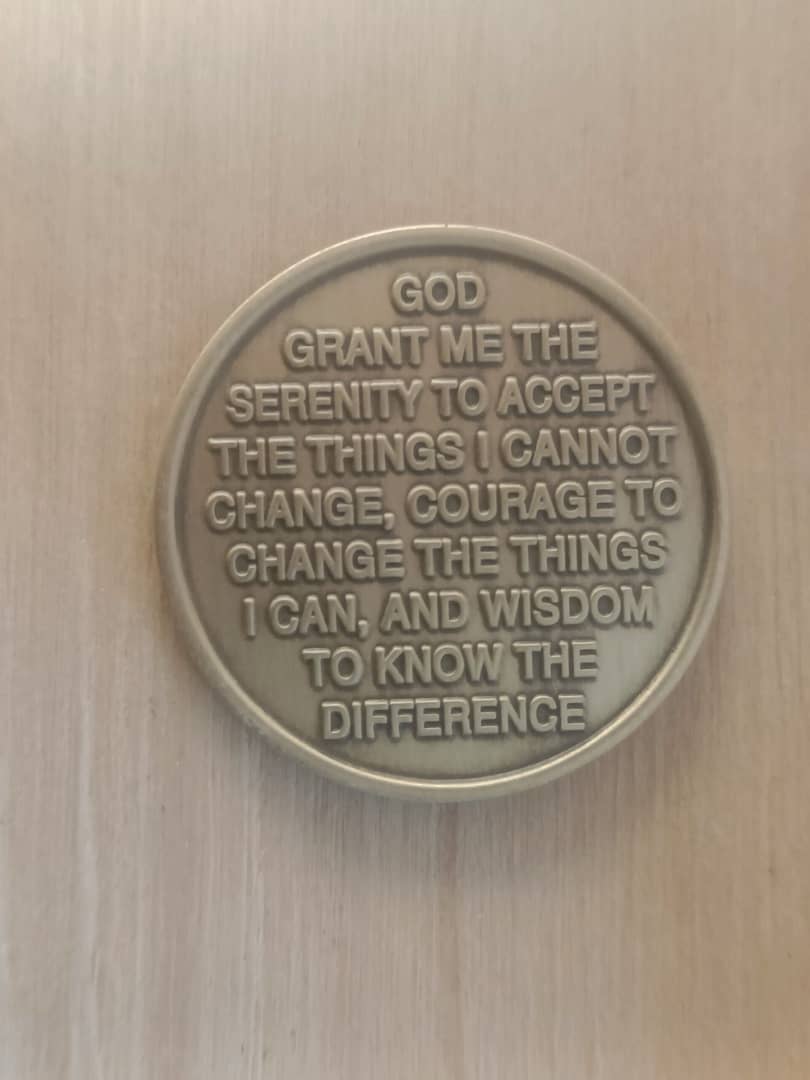 GOD
GRANT ME THE
SERENITY TO ACCEPT
THE THINGS I CANNOT
CHANGE, COURAGE TO
CHANGE THE THINGS
I CAN, AND WISDOM
TO KNOW THE
DIFFERENCE